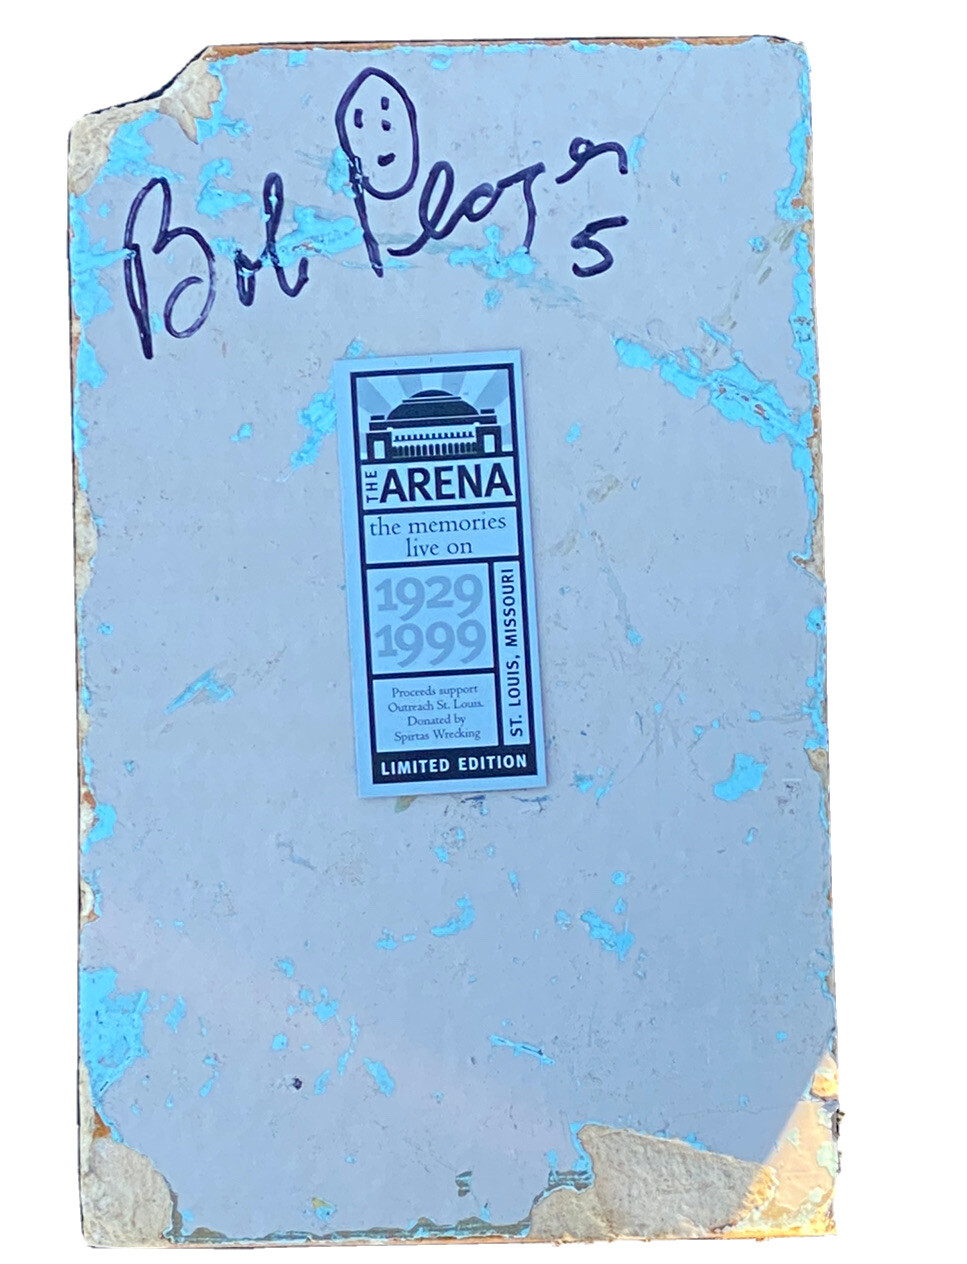 Bob Plager
5
THE ARENA
the memories
live on
1929
1999
ST. LOUIS, MISSOURI
Proceeds support
Outreach St. Louis.
Donated by
Spirtas Wrecking
LIMITED EDITION